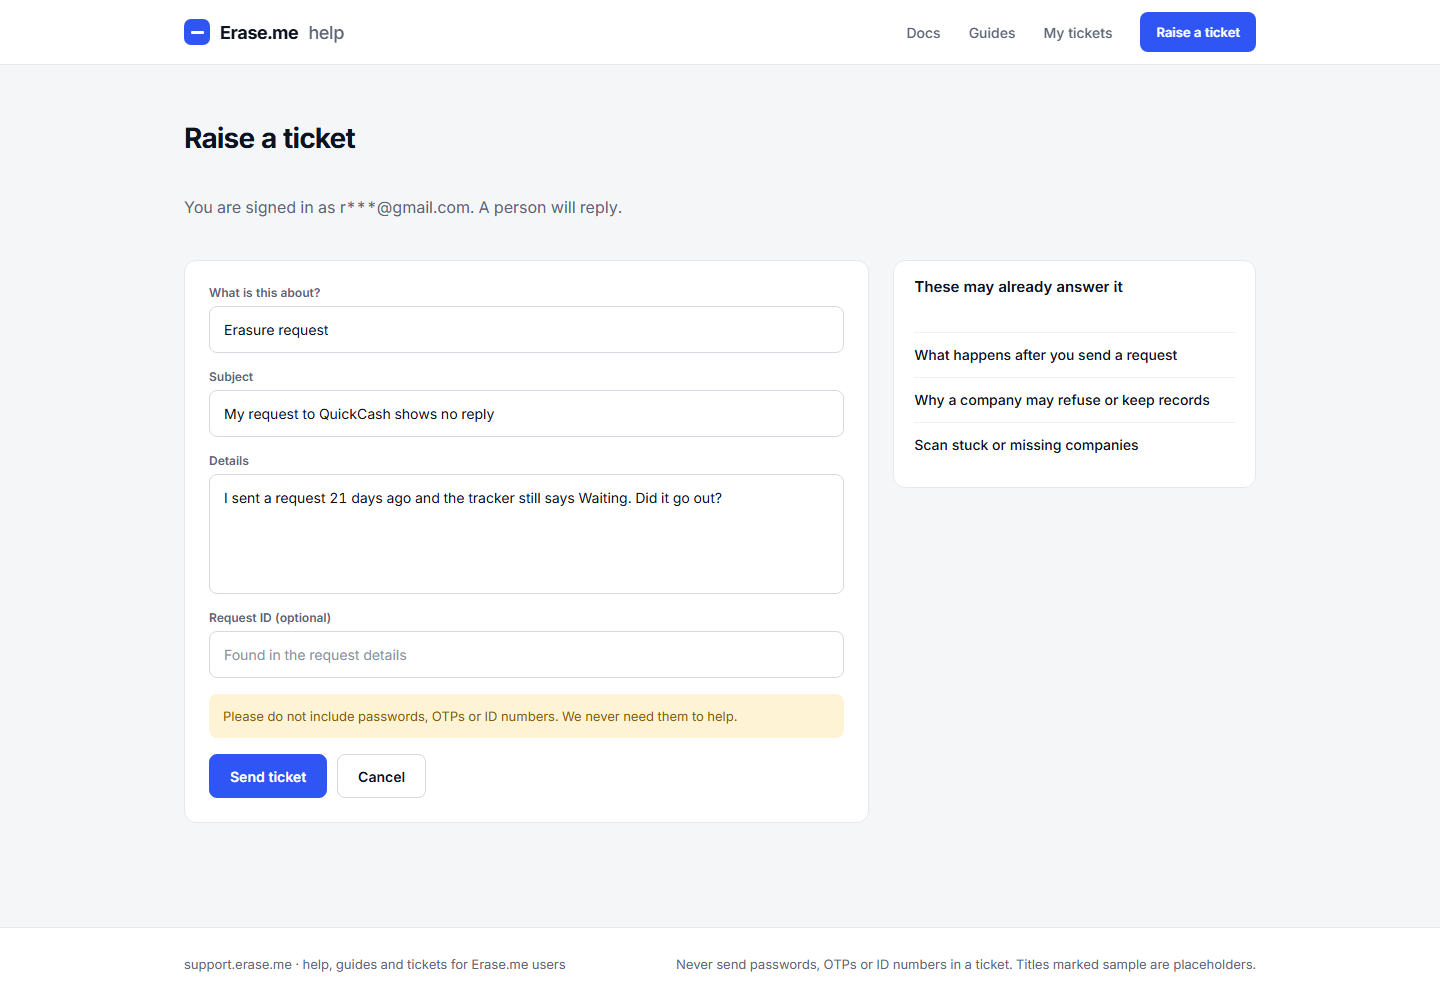 Erase.me help
Docs
Guides
My tickets
Raise a ticket
Raise a ticket
You are signed in as r***@gmail.com. A person will reply.
What is this about?
Erasure request
Subject
My request to QuickCash shows no reply
Details
I sent a request 21 days ago and the tracker still says Waiting. Did it go out?
Request ID (optional)
Found in the request details
Please do not include passwords, OTPs or ID numbers. We never need them to help.
Send ticket
Cancel
These may already answer it
What happens after you send a request
Why a company may refuse or keep records
Scan stuck or missing companies
support.erase.me · help, guides and tickets for Erase.me users
Never send passwords, OTPs or ID numbers in a ticket. Titles marked sample are placeholders.